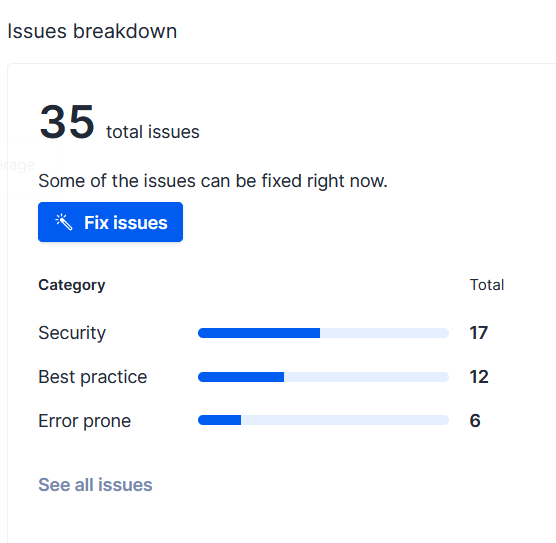 Issues breakdown
35 total issues
erage
Some of the issues can be fixed right now.
Fix issues
Category Total
Security 17
Best practice 12
Error prone 6
See all issues